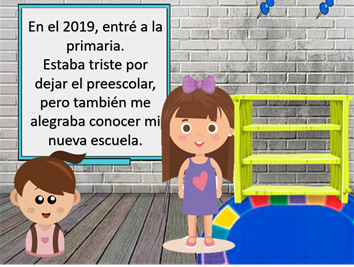 En el 2019, entré a la
primaria.
Estaba triste por
dejar el preescolar,
pero también me
alegraba conocer mi
nueva escuela.